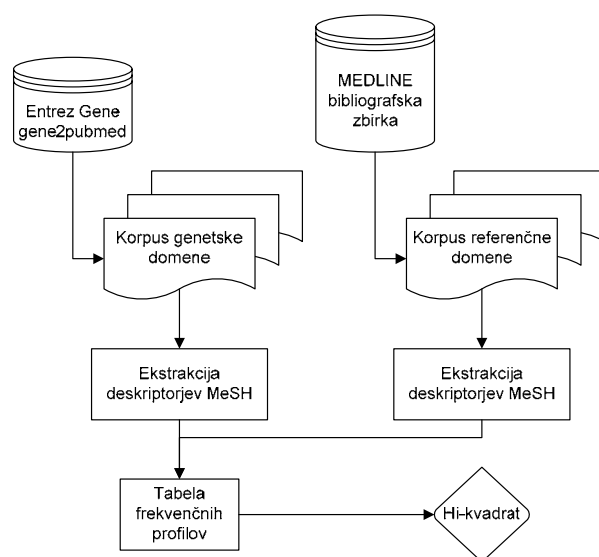 Entrez Gene
gene2pubmed
MEDLINE
bibliografska
zbirka
Korpus genetske
domene
Korpus referenčne
domene
Ekstrakcija
deskriptorjev MeSH
Ekstrakcija
deskriptorjev MeSH
Tabela
frekvenčnih
profilov
Hi-kvadrat